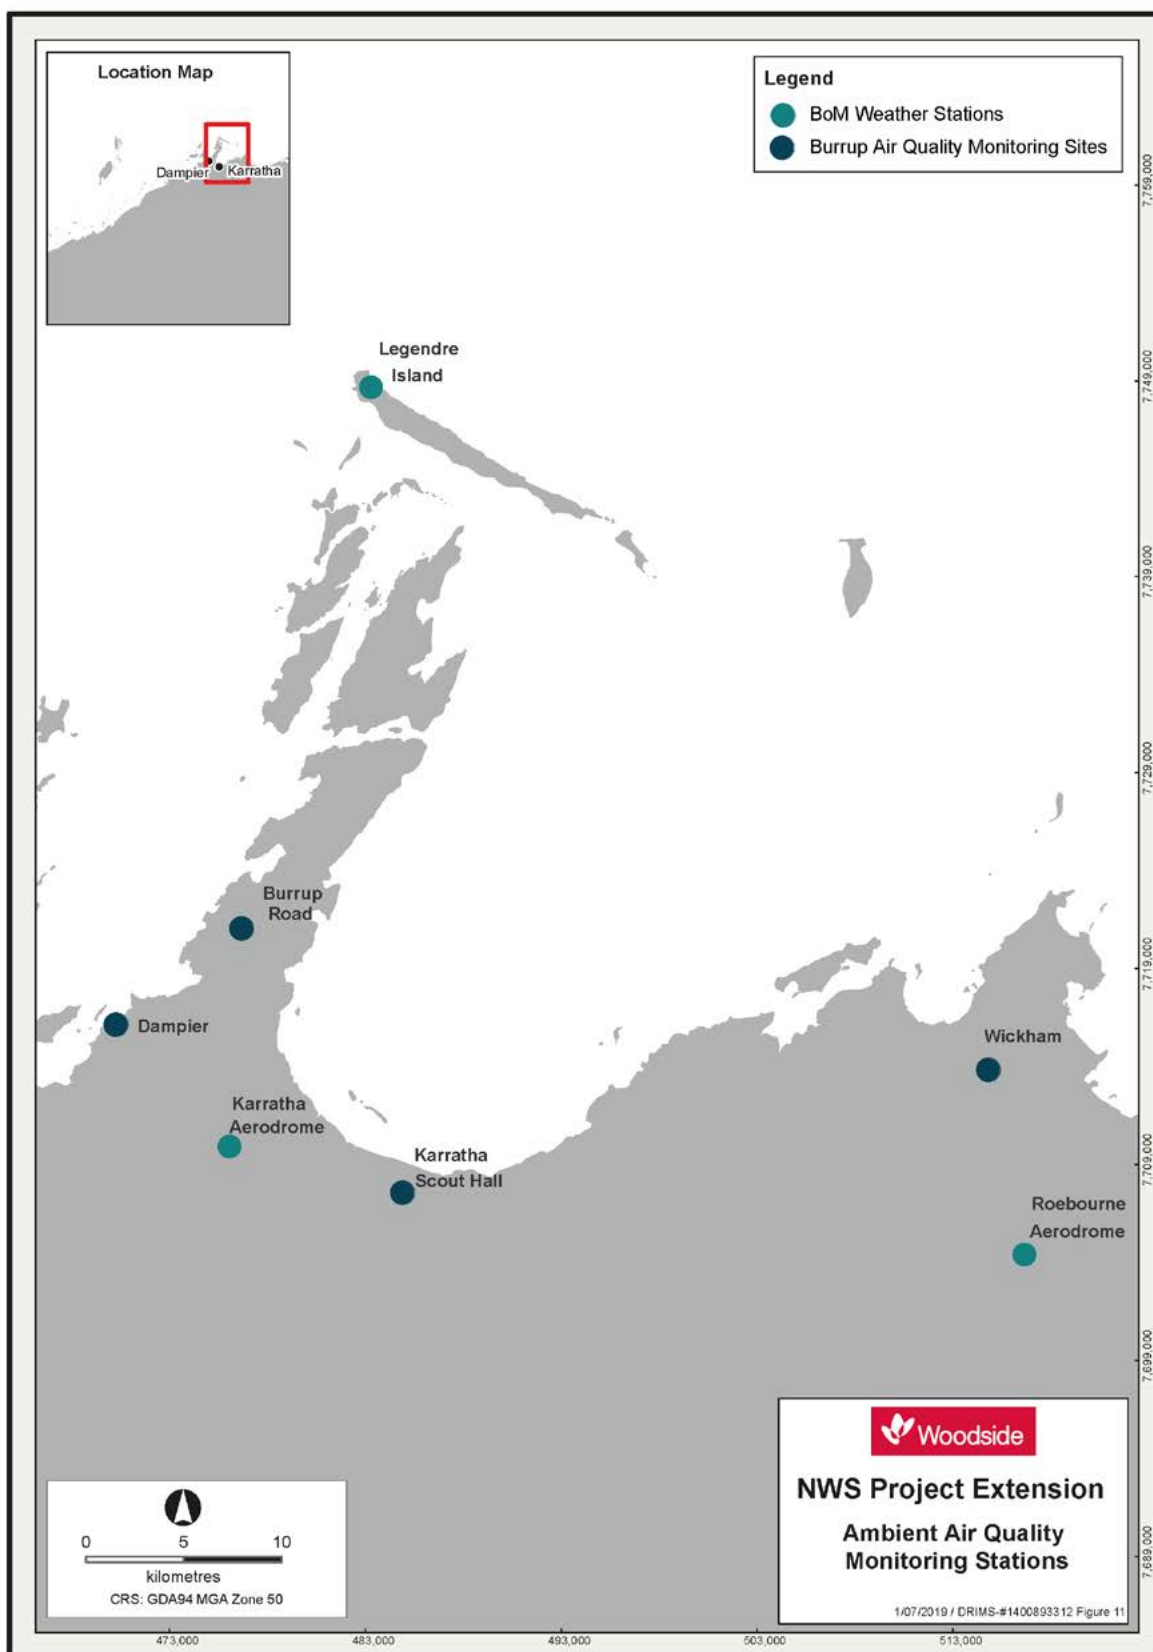 Location Map
Dampier
Karratha
Legend
BoM Weather Stations
Burrup Air Quality Monitoring Sites
7,759,000
Legendre
Island
7,749,000
7,739,000
7,729,000
Burrup
Road
7,719,000
Dampier
Wickham
Karratha
Aerodrome
Karratha
Scout Hall
7,709,000
Roebourne
Aerodrome
7,699,000
Woodside
NWS Project Extension
Ambient Air Quality
Monitoring Stations
1/07/2019 / DRIMS-#1400893312 Figure 11
7,689,000
0 5 10
kilometres
CRS: GDA94 MGA Zone 50
473,000 483,000 493,000 503,000 513,000